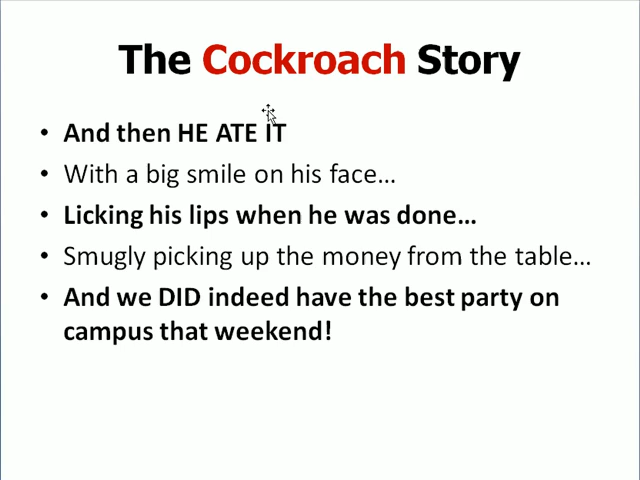 The Cockroach Story
• And then HE ATE IT
• With a big smile on his face…
• Licking his lips when he was done…
• Smugly picking up the money from the table…
• And we DID indeed have the best party on
campus that weekend!